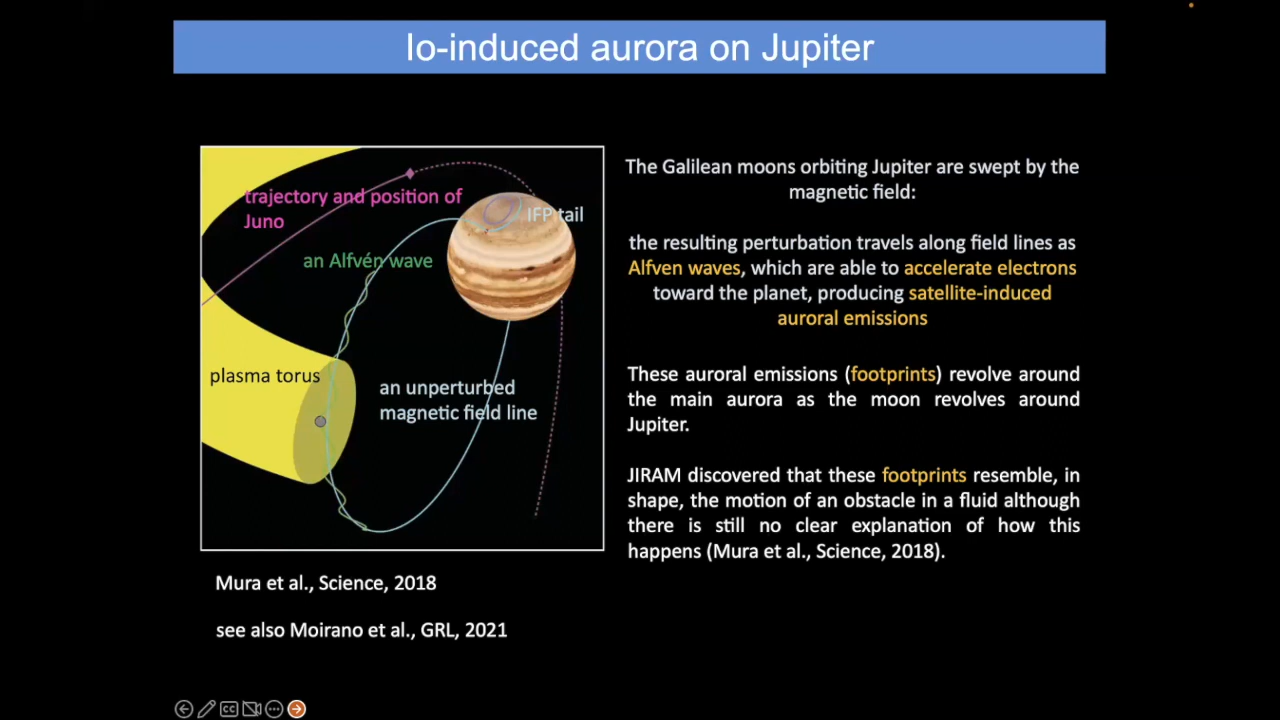 Io-induced aurora on Jupiter
trajectory and position of
Juno
IFP tail
an Alfvén wave
plasma torus
an unperturbed
magnetic field line
Mura et al., Science, 2018
see also Moirano et al., GRL, 2021
The Galilean moons orbiting Jupiter are swept by the
magnetic field:
the resulting perturbation travels along field lines as
Alfven waves, which are able to accelerate electrons
toward the planet, producing satellite-induced
auroral emissions
These auroral emissions (footprints) revolve around
the main aurora as the moon revolves around
Jupiter.
JIRAM discovered that these footprints resemble, in
shape, the motion of an obstacle in a fluid although
there is still no clear explanation of how this
happens (Mura et al., Science, 2018).
CC